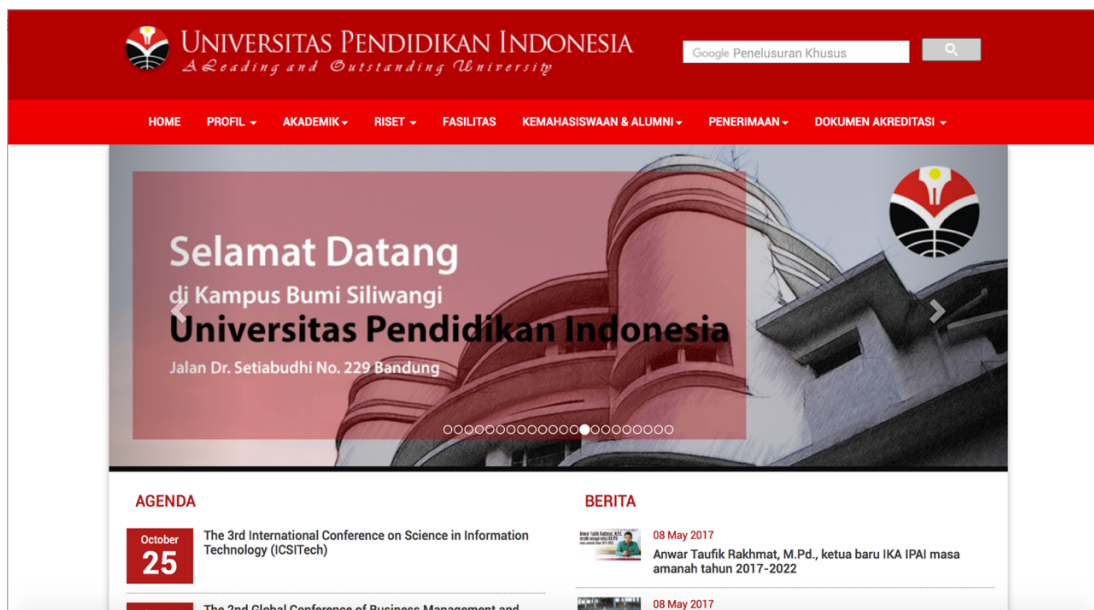 UNIVERSITAS PENDIDIKAN INDONESIA
A Leading and Outstanding University
Google Penelusuran Khusus
HOME PROFIL AKADEMIK RISET FASILITAS KEMAHASISWAAN & ALUMNI PENERIMAAN DOKUMEN AKREDITASI
Selamat Datang
di Kampus Bumi Siliwangi
Universitas Pendidikan Indonesia
Jalan Dr. Setiabudhi No. 229 Bandung
AGENDA
October
25
The 3rd International Conference on Science in Information
Technology (ICSITech)
The 2nd Global Conference of Business Management and
BERITA
08 May 2017
Anwar Taufik Rakhmat, M.Pd., ketua baru IKA IPAI masa
amanah tahun 2017-2022
08 May 2017